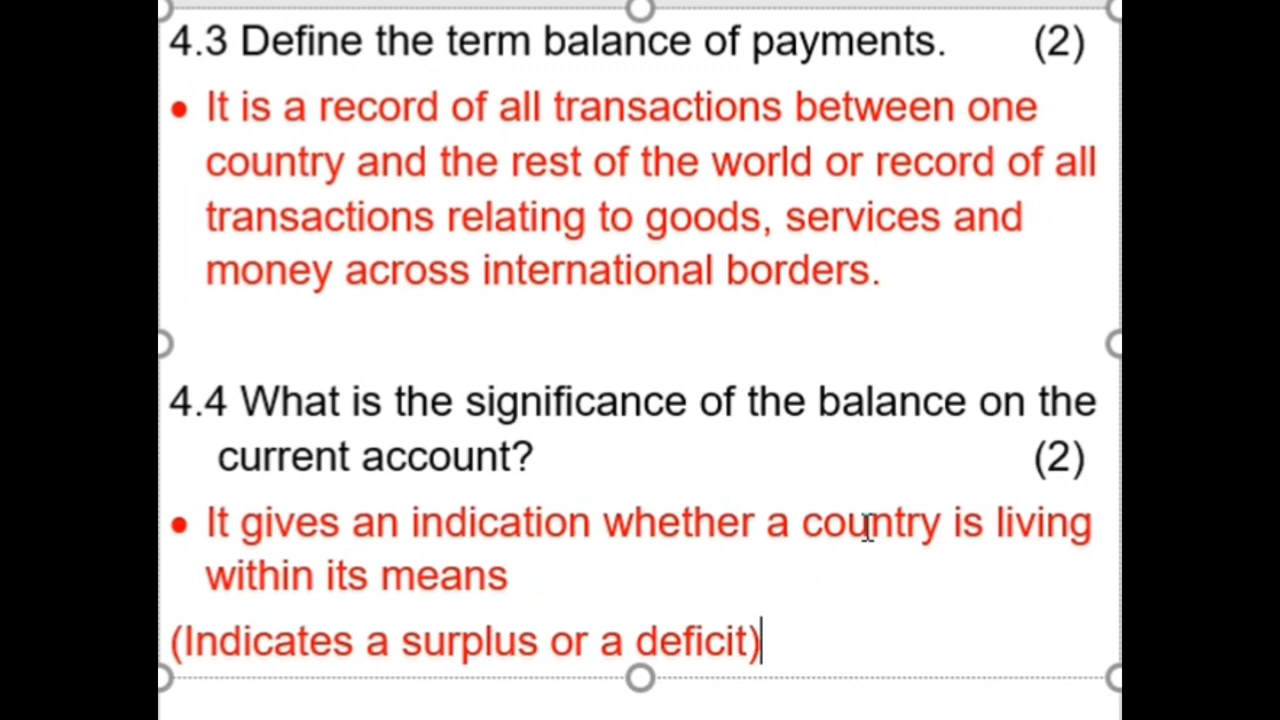 4.3 Define the term balance of payments. (2)
• It is a record of all transactions between one
country and the rest of the world or record of all
transactions relating to goods, services and
money across international borders.
4.4 What is the significance of the balance on the
current account? (2)
• It gives an indication whether a country is living
within its means
(Indicates a surplus or a deficit)